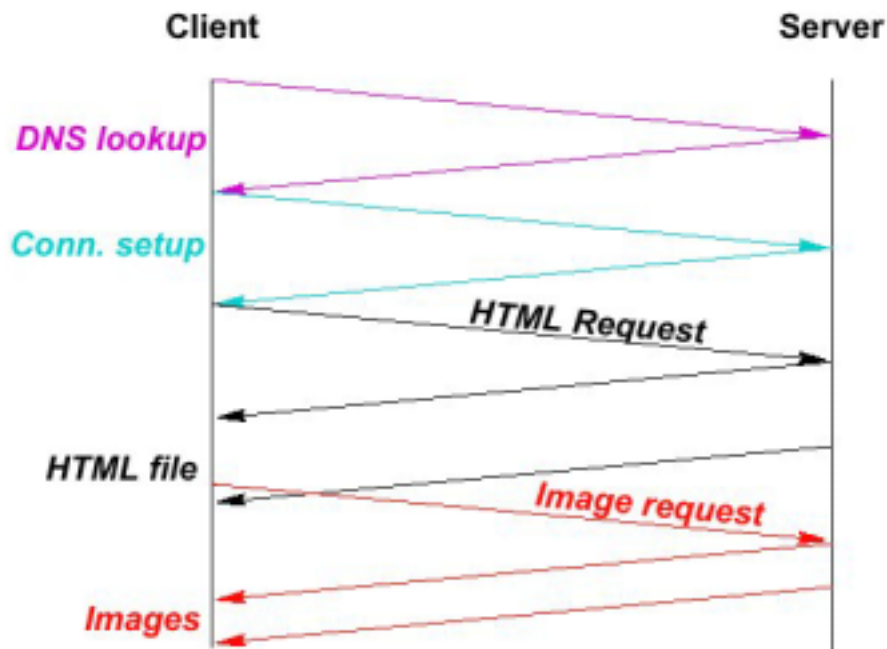 Client
Server
DNS lookup
Conn. setup
HTML Request
HTML file
Image request
Images